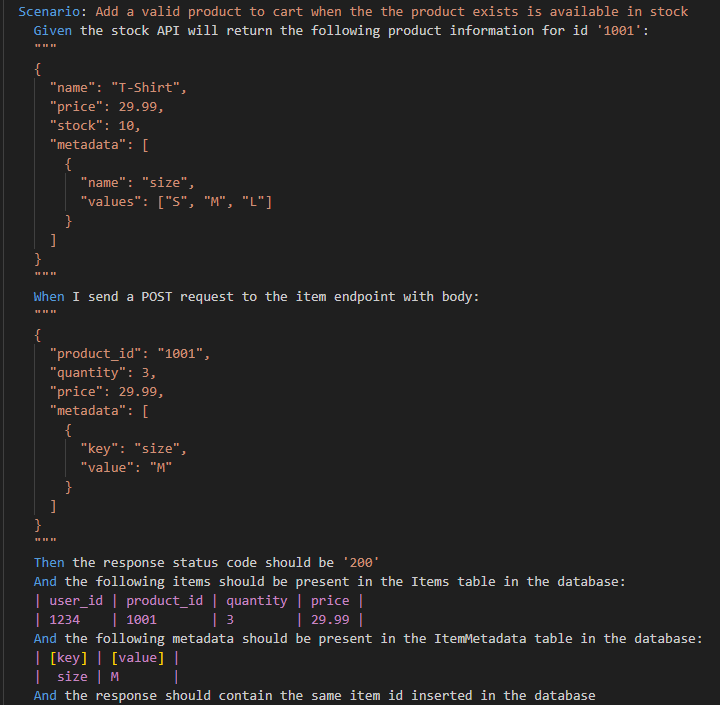 Scenario: Add a valid product to cart when the the product exists is available in stock
Given the stock API will return the following product information for id '1001':
"""
{
"name": "T-Shirt",
"price": 29.99,
"stock": 10,
"metadata": [
{
"name": "size",
"values": ["S", "M", "L"]
}
]
}
"""
When I send a POST request to the item endpoint with body:
"""
{
"product_id": "1001",
"quantity": 3,
"price": 29.99,
"metadata": [
{
"key": "size",
"value": "M"
}
]
}
"""
Then the response status code should be '200'
And the following items should be present in the Items table in the database:
| user_id | product_id | quantity | price |
| 1234 | 1001 | 3 | 29.99 |
And the following metadata should be present in the ItemMetadata table in the database:
| [key] | [value] |
| size | M |
And the response should contain the same item id inserted in the database